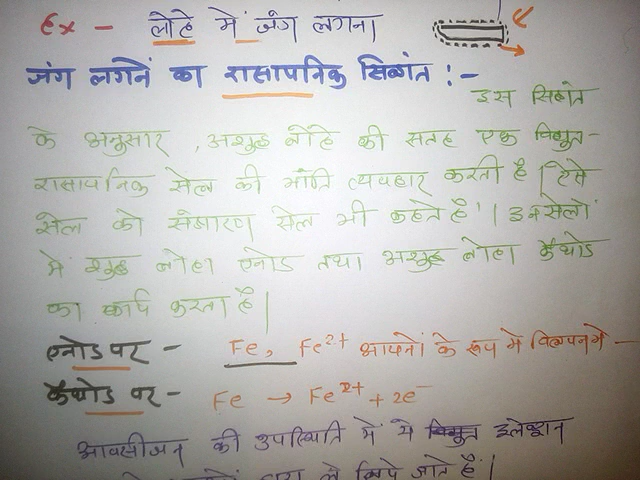 Ex - लोहे में जंग लगना
जंग लगने का रासायनिक सिद्धांत :-
इस सिद्धांत
के अनुसार , अशुद्ध लोहे की सतह एक विद्युत-
रासायनिक सेल की भाँति व्यवहार करती है | ऐसे
सेल को संक्षारण सेल भी कहते है | इन सेलों
में शुद्ध लोहा एनोड तथा अशुद्ध लोहा कैथोड
का कार्य करता है |
एनोड पर - Fe, Fe2+ आयनों के रूप में विलयन में -
कैथोड पर - Fe → Fe2+ + 2e-
आक्सीजन की उपस्थिति में ये इलेक्ट्रान
द्वारा ले लिये जाते हैं |